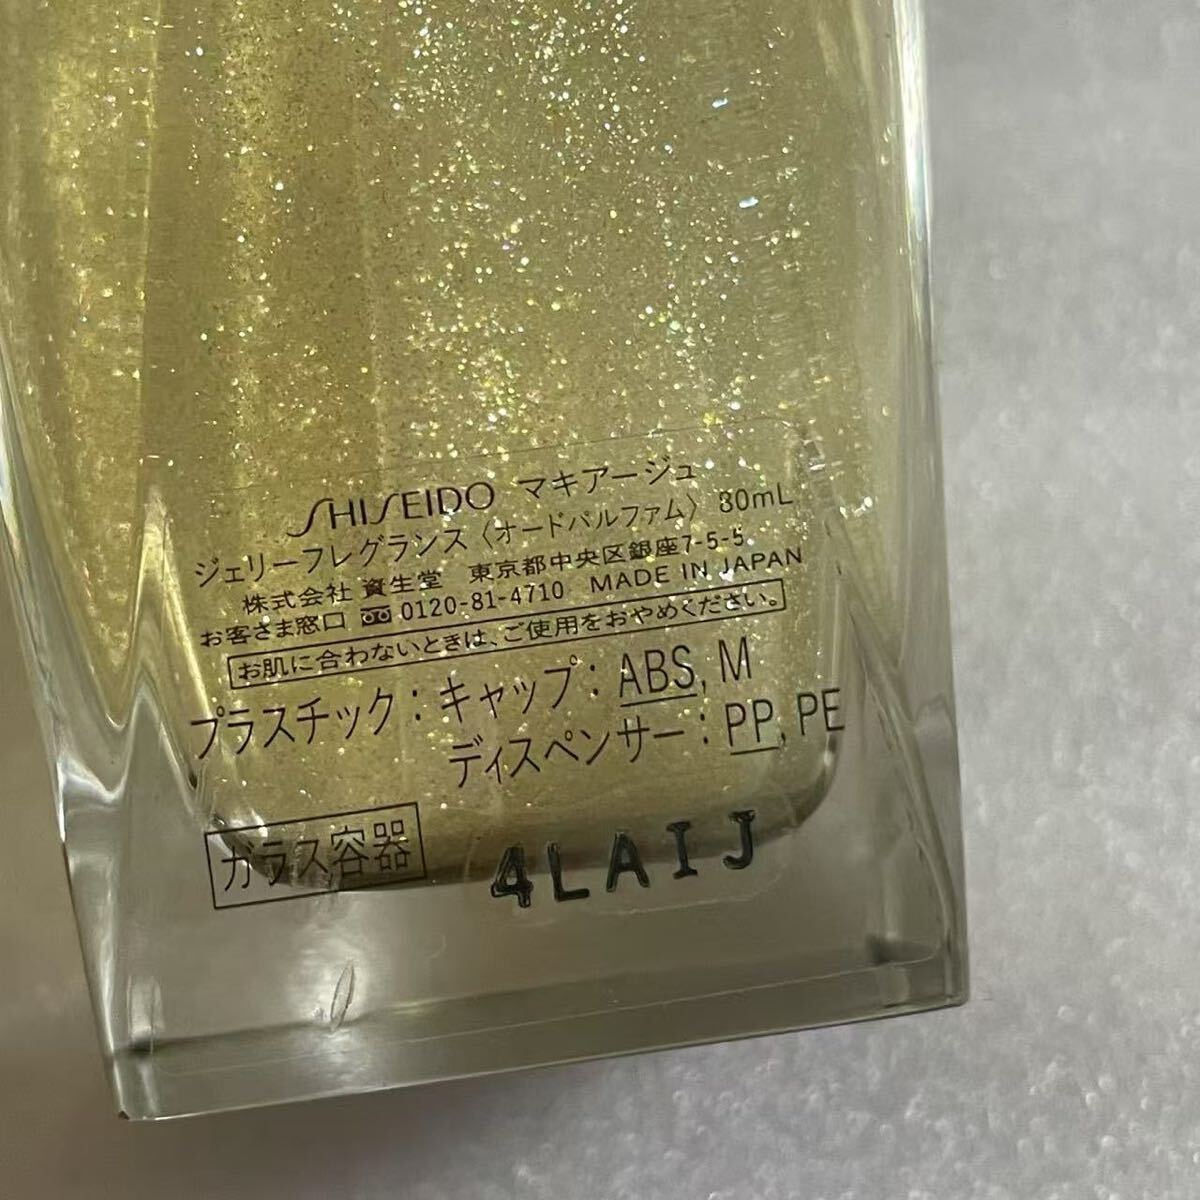 SHISEIDO マキアージュ
ジェリーフレグランス〈オードパルファム〉 80mL
株式会社 資生堂 東京都中央区銀座7-5-5
お客さま窓口 0120-81-4710 MADE IN JAPAN
お肌に合わないときは、ご使用をおやめください。
プラスチック：キャップ：ABS, M
ディスペンサー：PP, PE
ガラス容器
4LAIJ